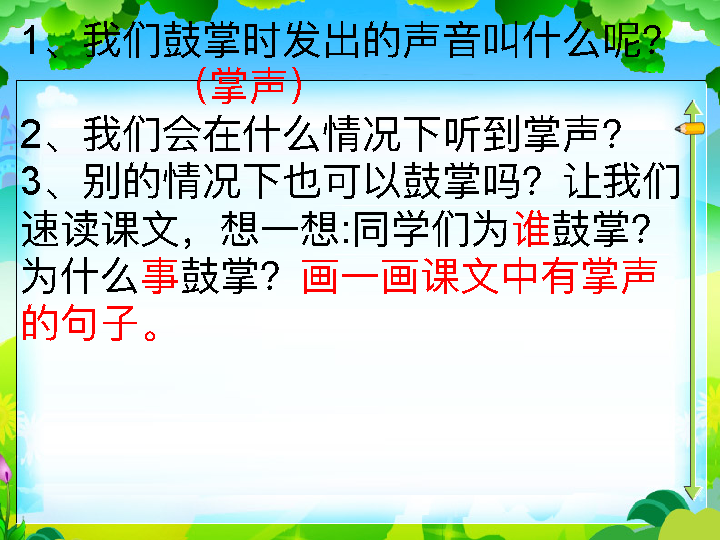 1、我们鼓掌时发出的声音叫什么呢?
(掌声)
2、我们会在什么情况下听到掌声?
3、别的情况下也可以鼓掌吗？让我们
速读课文，想一想:同学们为谁鼓掌？
为什么事鼓掌？画一画课文中有掌声
的句子。